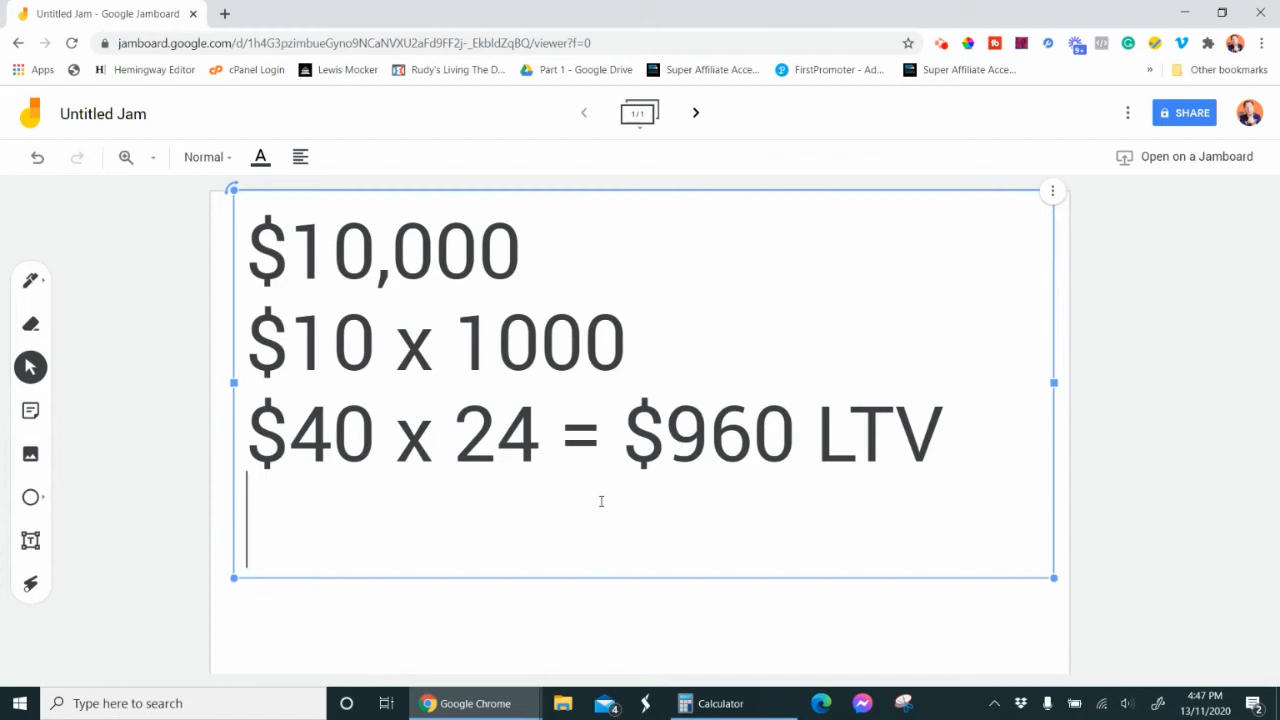 Untitled Jam - Google Jamboard
jamboard.google.com/d/1h4G3pzimbueGyno9NCaNVXU2aFd9FF2j-_EkbldZqBQ/viewer?f=0
Apps
Hemingway Editor
cPanel Login
Lewis Mocker
Rudy's Living The D...
Part 1 - Google Drive
Super Affiliate Acce...
FirstPromoter - Ad...
Super Affiliate Acce...
»
Other bookmarks
Untitled Jam
1/1
SHARE
Normal
A
Open on a Jamboard
$10,000
$10 x 1000
$40 x 24 = $960 LTV
Type here to search
Google Chrome
4
Calculator
4:47 PM
13/11/2020
2